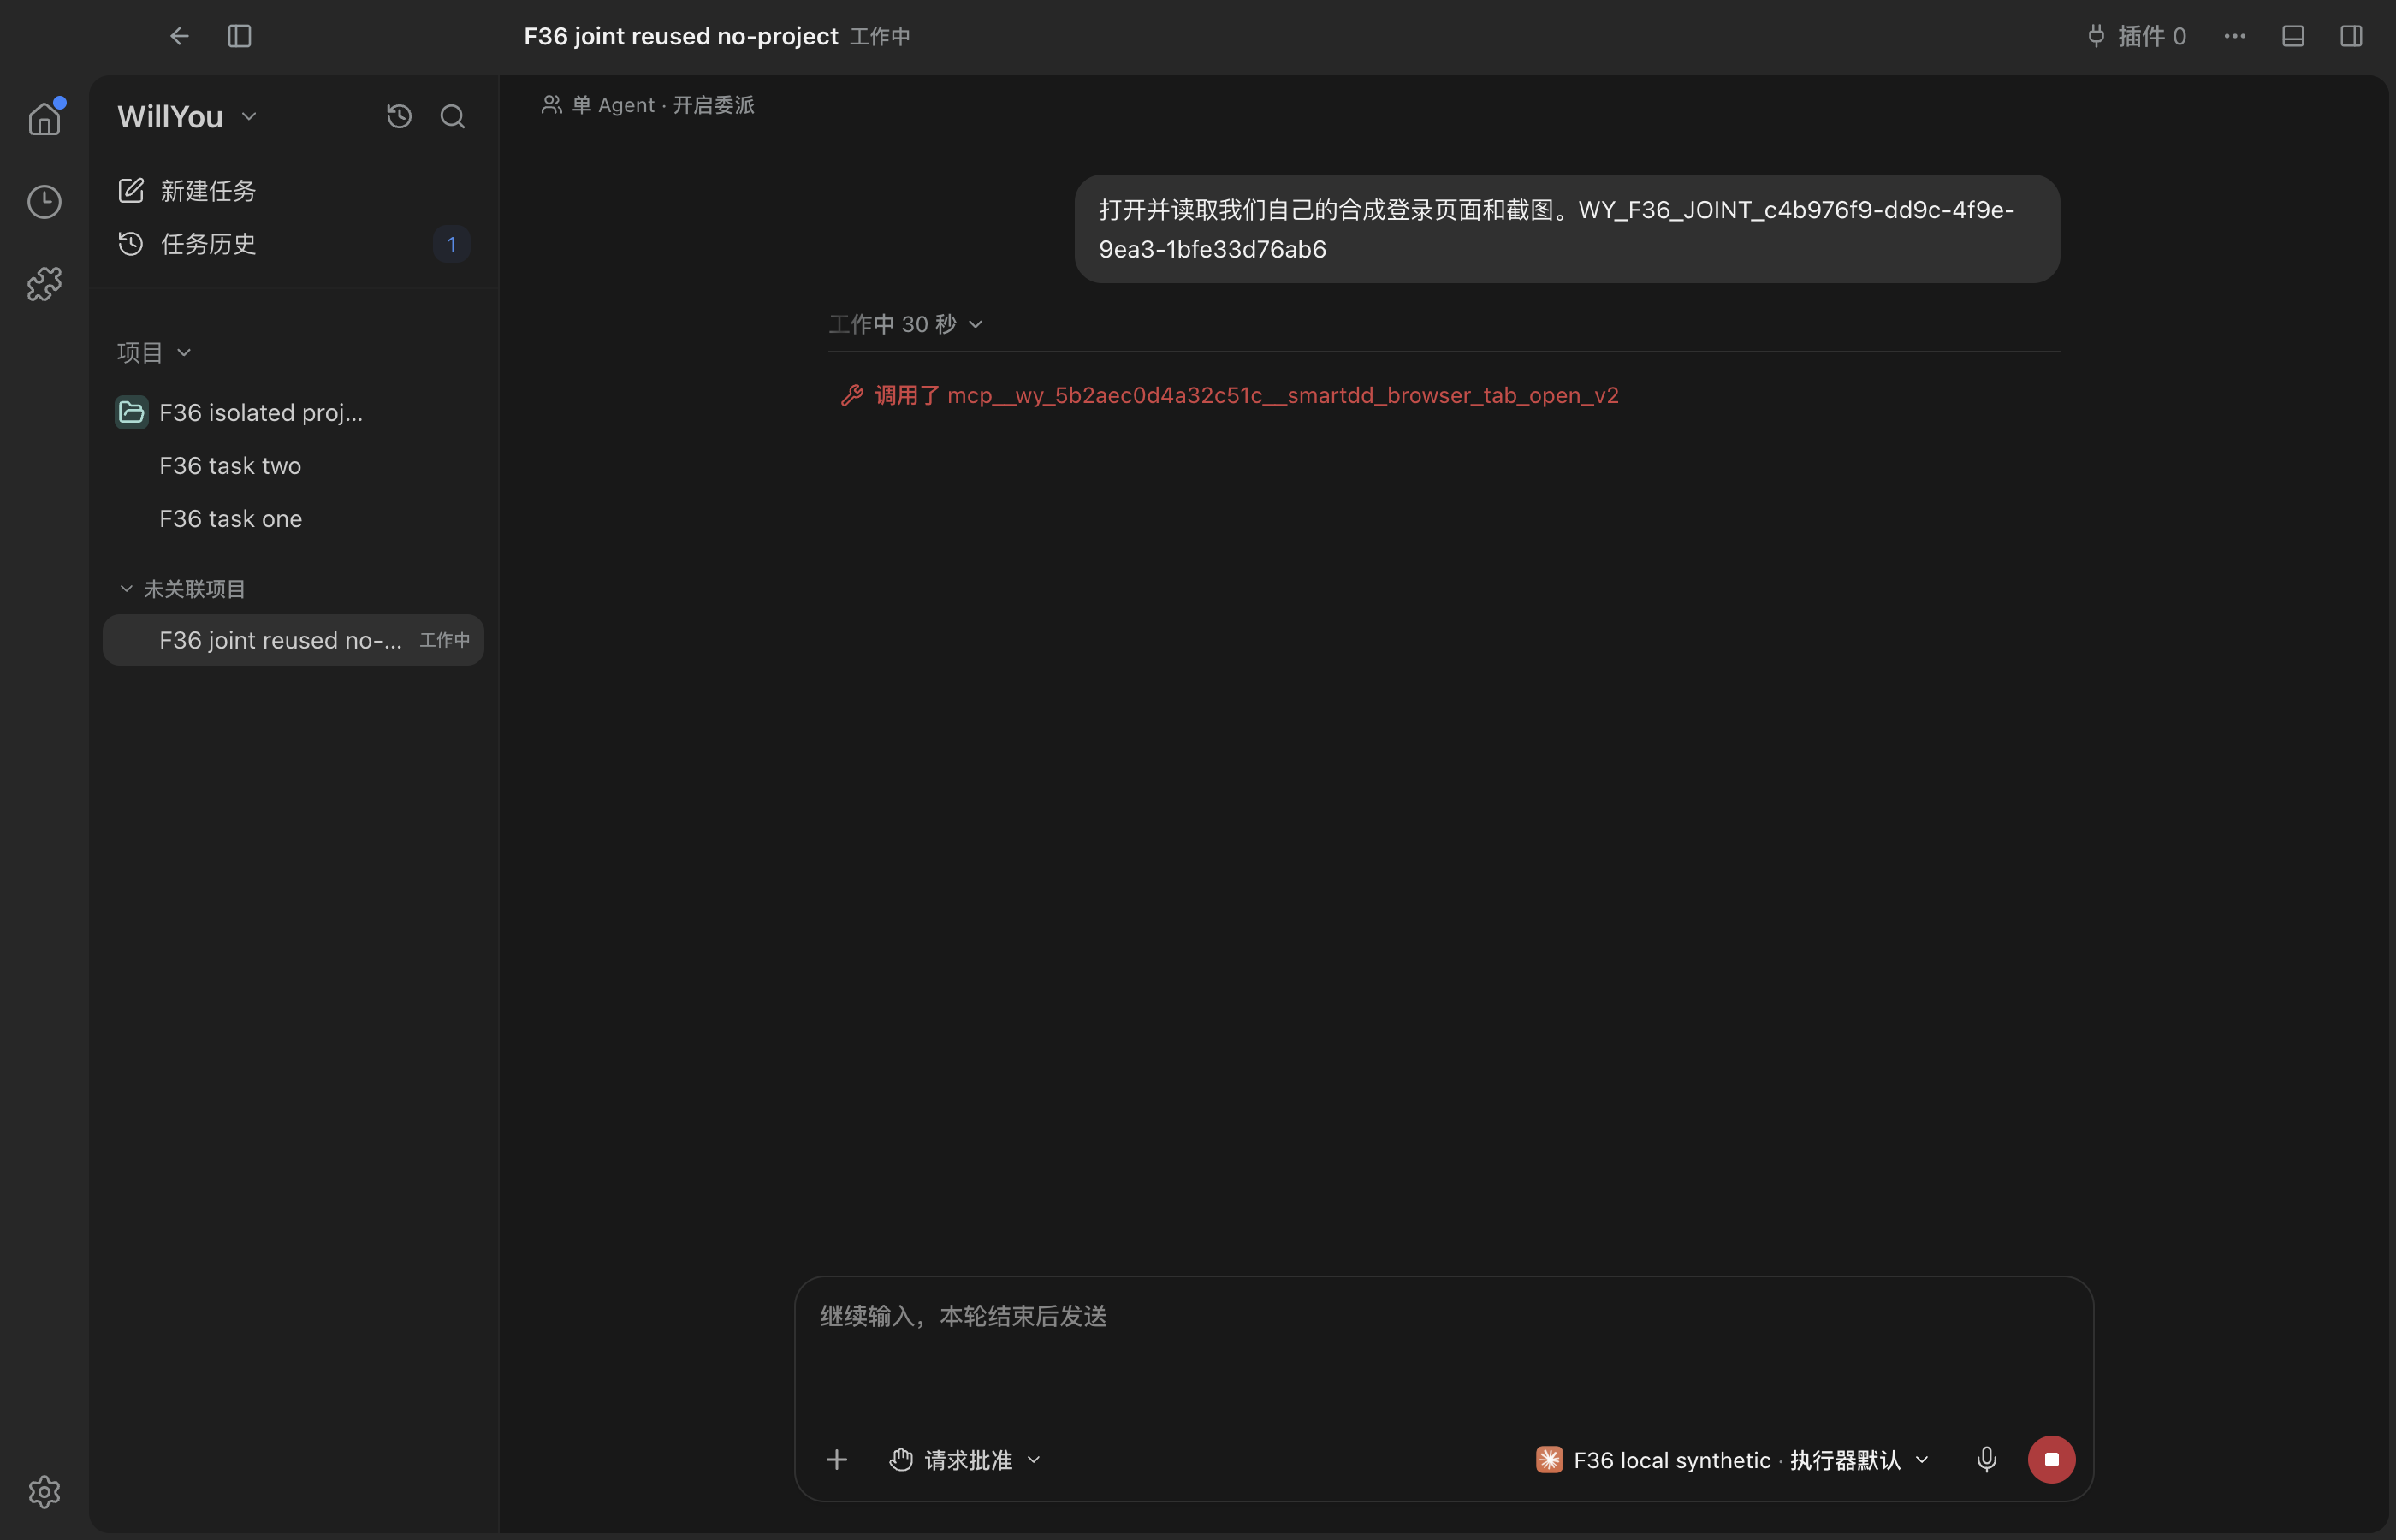 F36 joint reused no-project 工作中
插件 0
WillYou
新建任务
任务历史 1
项目
F36 isolated proj...
F36 task two
F36 task one
未关联项目
F36 joint reused no-... 工作中
单 Agent · 开启委派
打开并读取我们自己的合成登录页面和截图。WY_F36_JOINT_c4b976f9-dd9c-4f9e-
9ea3-1bfe33d76ab6
工作中 30 秒
调用了 mcp__wy_5b2aec0d4a32c51c__smartdd_browser_tab_open_v2
继续输入，本轮结束后发送
请求批准
F36 local synthetic · 执行器默认